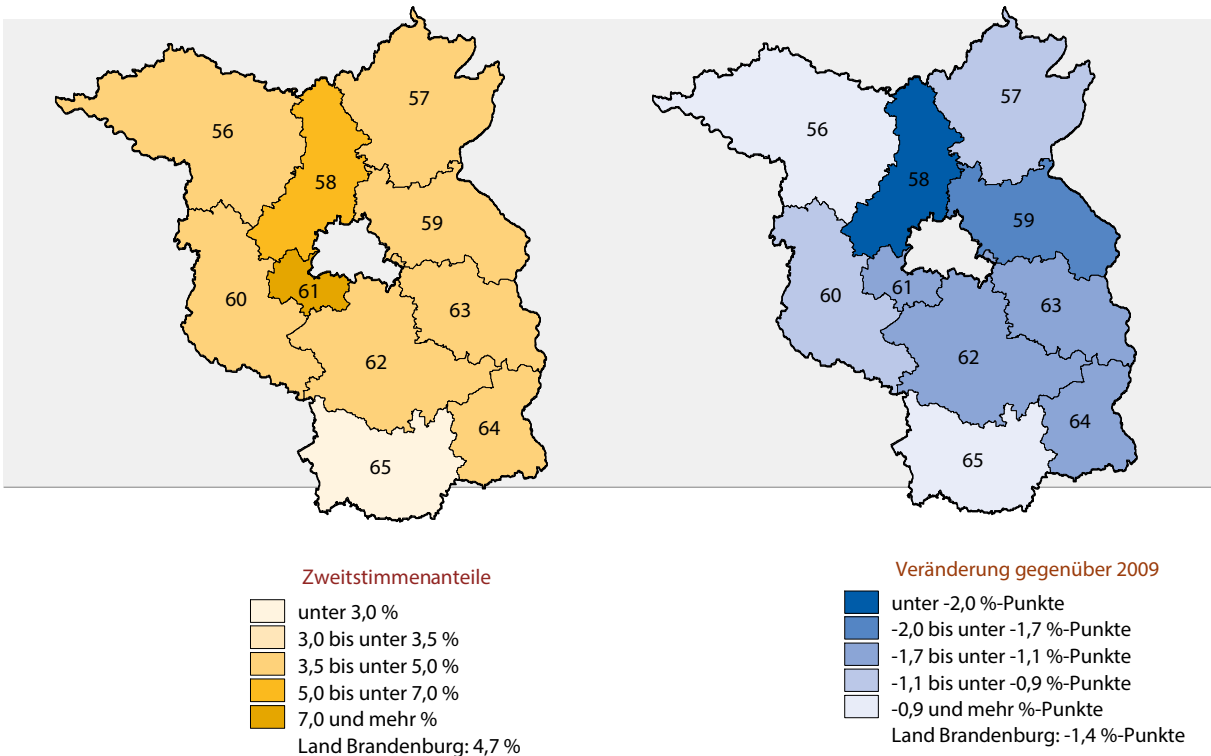 57
56
58
59
60
61
63
62
64
65
57
56
58
59
60
61
63
62
64
65
Zweitstimmenanteile
unter 3,0 %
3,0 bis unter 3,5 %
3,5 bis unter 5,0 %
5,0 bis unter 7,0 %
7,0 und mehr %
Land Brandenburg: 4,7 %
Veränderung gegenüber 2009
unter -2,0 %-Punkte
-2,0 bis unter -1,7 %-Punkte
-1,7 bis unter -1,1 %-Punkte
-1,1 bis unter -0,9 %-Punkte
-0,9 und mehr %-Punkte
Land Brandenburg: -1,4 %-Punkte